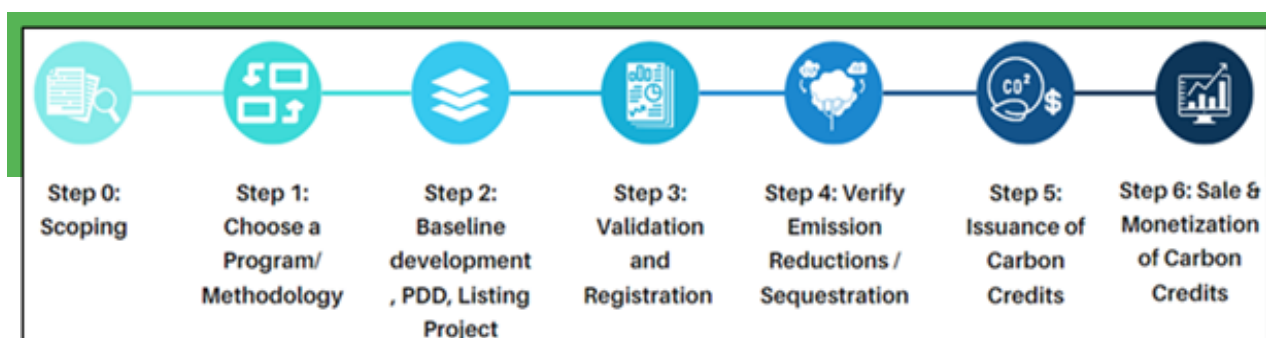 CO²
$
Step 0:
Scoping
Step 1:
Choose a
Program/
Methodology
Step 2:
Baseline
development
, PDD, Listing
Project
Step 3:
Validation
and
Registration
Step 4: Verify
Emission
Reductions /
Sequestration
Step 5:
Issuance of
Carbon
Credits
Step 6: Sale &
Monetization
of Carbon
Credits